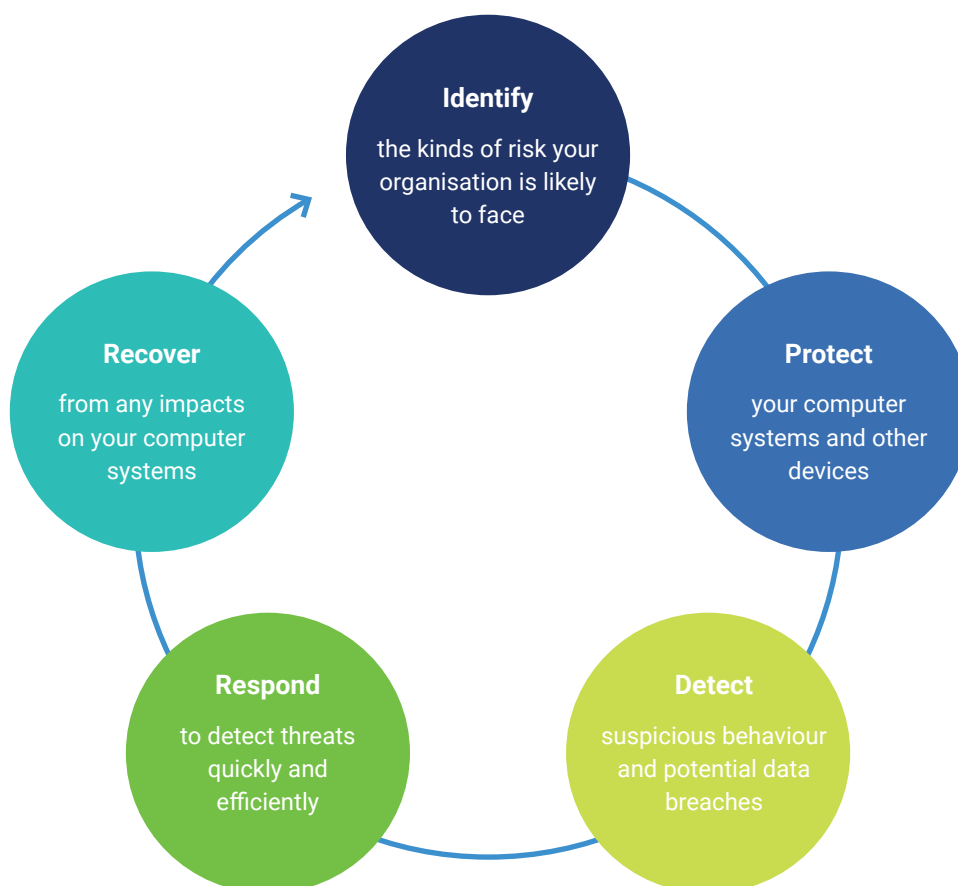 Identify
the kinds of risk your
organisation is likely
to face
Protect
your computer
systems and other
devices
Detect
suspicious behaviour
and potential data
breaches
Respond
to detect threats
quickly and
efficiently
Recover
from any impacts
on your computer
systems